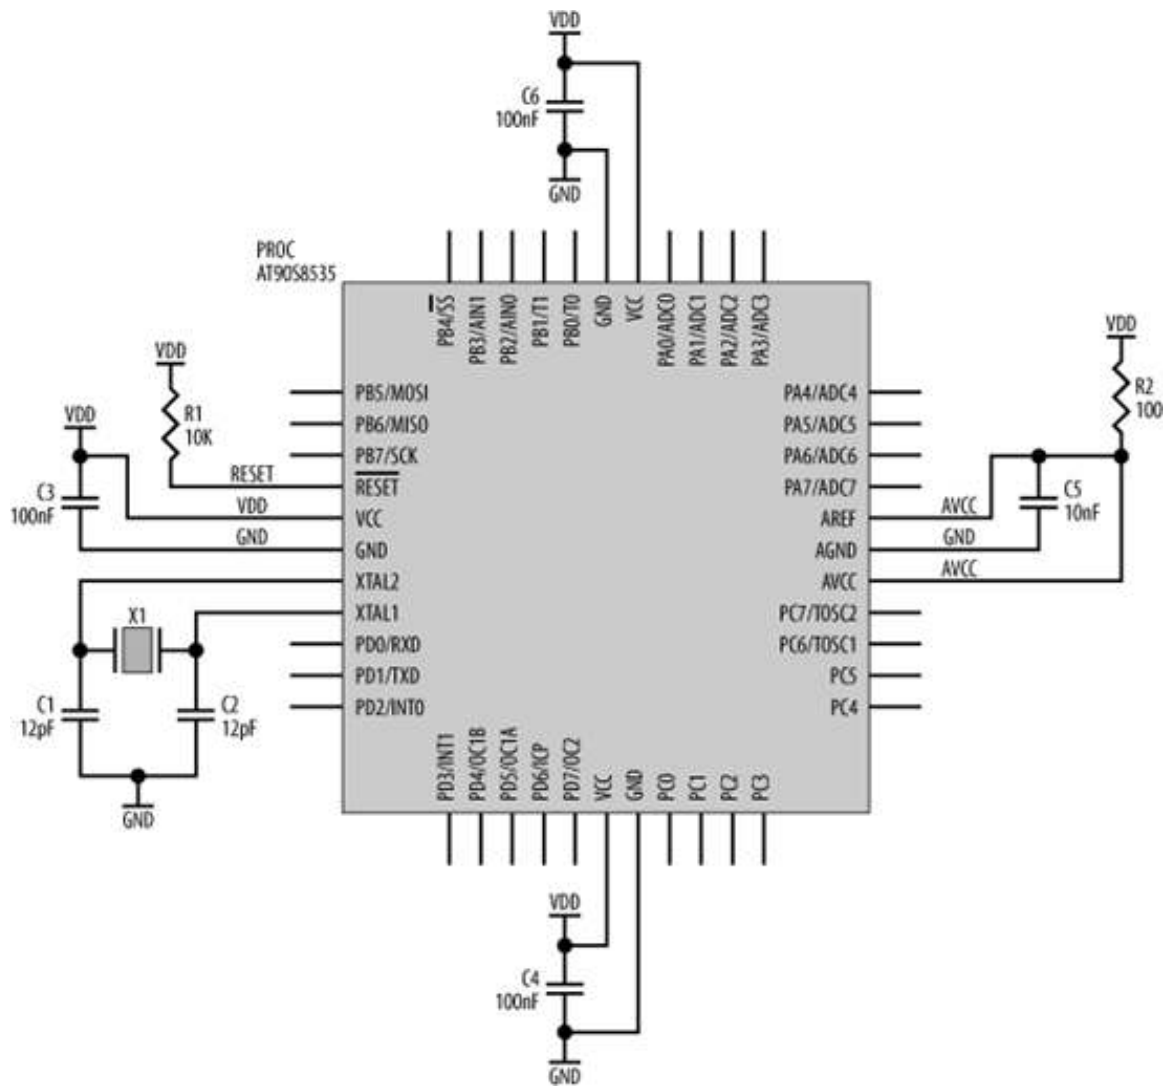 VDD
C6
100nF
GND
PROC
AT90S8535
PB4/SS
PB3/AIN1
PB2/AIN0
PB1/T1
PB0/T0
GND
VCC
PA0/ADC0
PA1/ADC1
PA2/ADC2
PA3/ADC3
VDD
R1
10K
VDD
C3
100nF
RESET
VDD
GND
X1
C1
12pF
C2
12pF
GND
PB5/MOSI
PB6/MISO
PB7/SCK
RESET
VCC
GND
XTAL2
XTAL1
PD0/RXD
PD1/TXD
PD2/INT0
PA4/ADC4
PA5/ADC5
PA6/ADC6
PA7/ADC7
AREF
AGND
AVCC
PC7/TOSC2
PC6/TOSC1
PC5
PC4
VDD
R2
100
C5
10nF
AVCC
GND
AVCC
PD3/INT1
PD4/OC1B
PD5/OC1A
PD6/ICP
PD7/OC2
VCC
GND
PC0
PC1
PC2
PC3
VDD
C4
100nF
GND